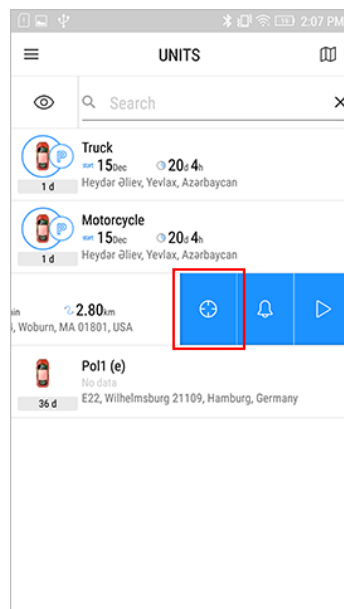 19 2:07 PM
UNITS
Search
Truck
start 15Dec 20d 4h
Heydər Əliev, Yevlax, Azərbaycan
1 d
Motorcycle
start 15Dec 20d 4h
Heydər Əliev, Yevlax, Azərbaycan
1 d
2.80km
, Woburn, MA 01801, USA
Pol1 (e)
No data
E22, Wilhelmsburg 21109, Hamburg, Germany
36 d